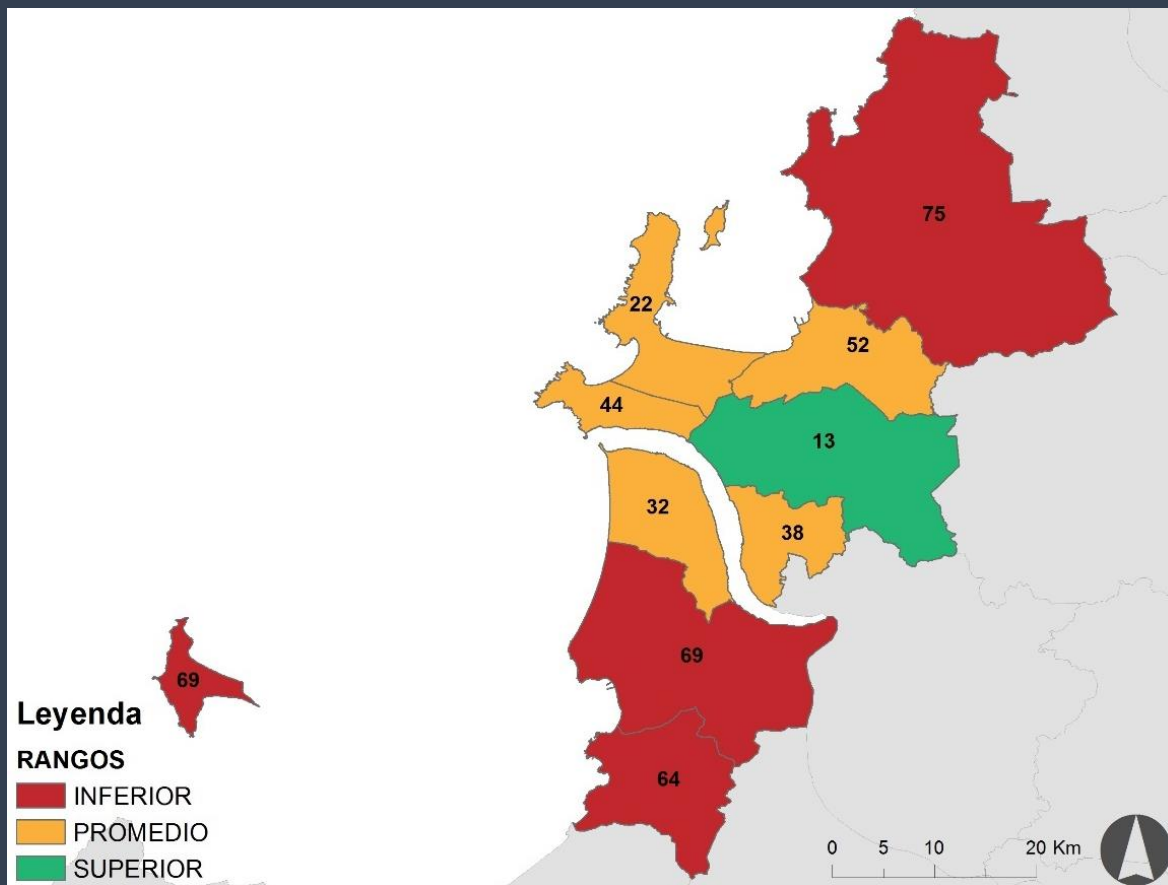 75
22
52
44
13
32
38
69
69
64
Leyenda
RANGOS
INFERIOR
PROMEDIO
SUPERIOR
0 5 10 20 Km